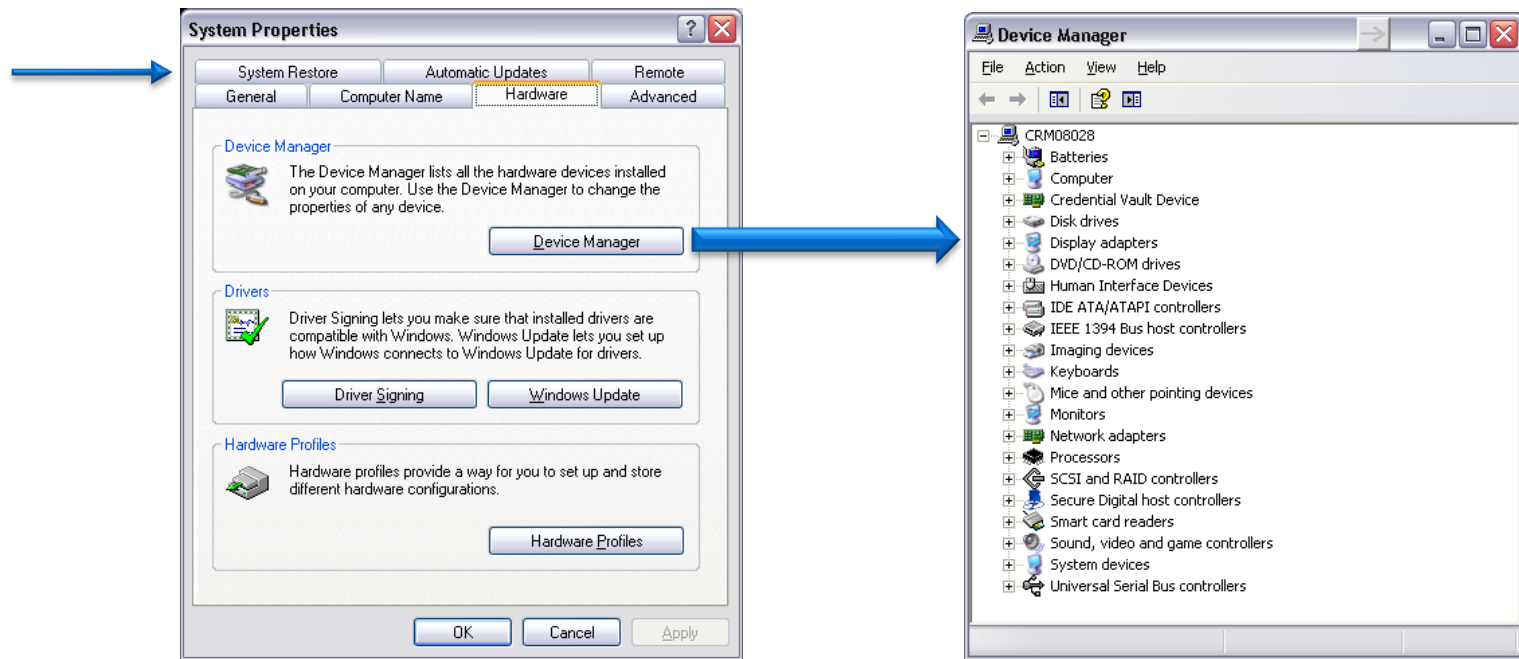 System Properties
System Restore Automatic Updates Remote
General Computer Name Hardware Advanced
Device Manager
The Device Manager lists all the hardware devices installed
on your computer. Use the Device Manager to change the
properties of any device.
Device Manager
Drivers
Driver Signing lets you make sure that installed drivers are
compatible with Windows. Windows Update lets you set up
how Windows connects to Windows Update for drivers.
Driver Signing Windows Update
Hardware Profiles
Hardware profiles provide a way for you to set up and store
different hardware configurations.
Hardware Profiles
OK Cancel Apply
Device Manager
File Action View Help
CRM08028
Batteries
Computer
Credential Vault Device
Disk drives
Display adapters
DVD/CD-ROM drives
Human Interface Devices
IDE ATA/ATAPI controllers
IEEE 1394 Bus host controllers
Imaging devices
Keyboards
Mice and other pointing devices
Monitors
Network adapters
Processors
SCSI and RAID controllers
Secure Digital host controllers
Smart card readers
Sound, video and game controllers
System devices
Universal Serial Bus controllers